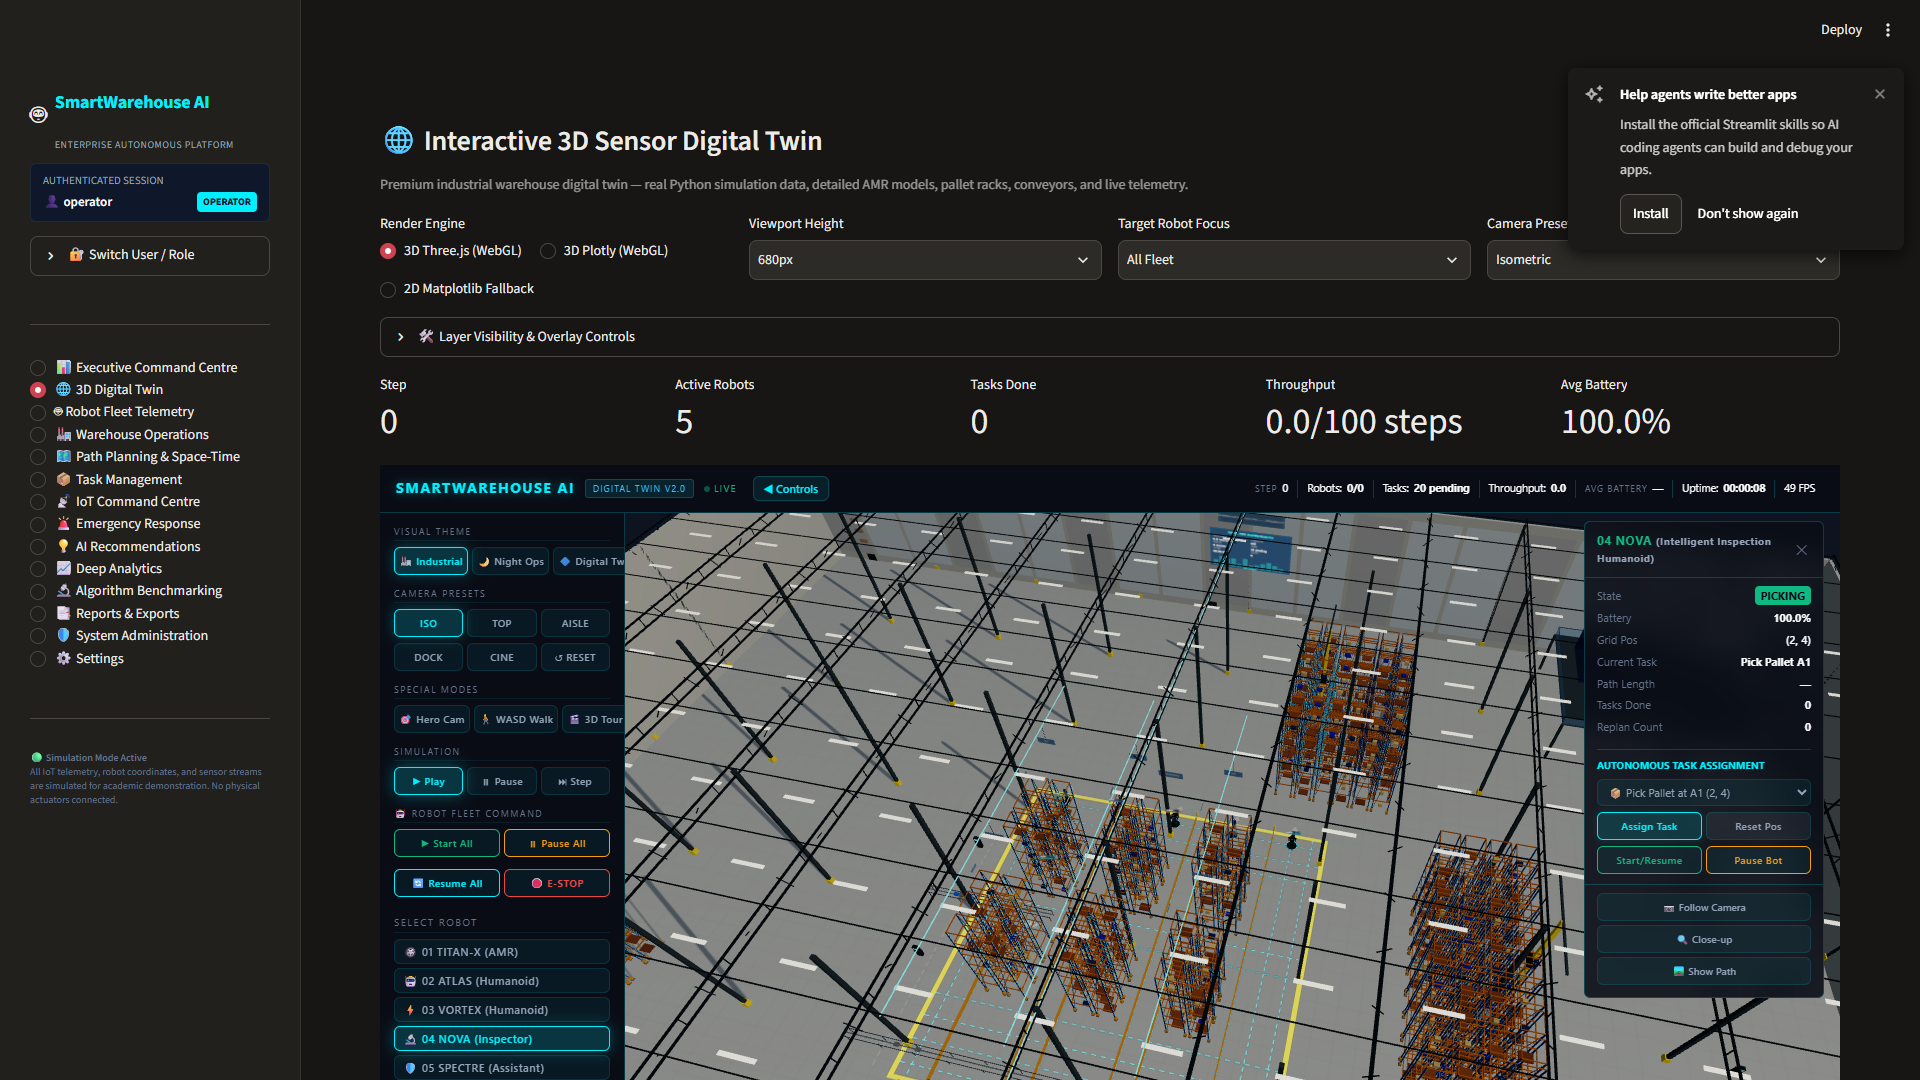 Deploy
SmartWarehouse AI
ENTERPRISE AUTONOMOUS PLATFORM
AUTHENTICATED SESSION
operator
OPERATOR
Switch User / Role
Executive Command Centre
3D Digital Twin
Robot Fleet Telemetry
Warehouse Operations
Path Planning & Space-Time
Task Management
IoT Command Centre
Emergency Response
AI Recommendations
Deep Analytics
Algorithm Benchmarking
Reports & Exports
System Administration
Settings
Simulation Mode Active
All IoT telemetry, robot coordinates, and sensor streams
are simulated for academic demonstration. No physical
actuators connected.
Help agents write better apps
Install the official Streamlit skills so AI
coding agents can build and debug your
apps.
Install
Don't show again
Interactive 3D Sensor Digital Twin
Premium industrial warehouse digital twin — real Python simulation data, detailed AMR models, pallet racks, conveyors, and live telemetry.
Render Engine
3D Three.js (WebGL)
3D Plotly (WebGL)
2D Matplotlib Fallback
Viewport Height
680px
Target Robot Focus
All Fleet
Camera Prese
Isometric
Layer Visibility & Overlay Controls
Step
0
Active Robots
5
Tasks Done
0
Throughput
0.0/100 steps
Avg Battery
100.0%
SMARTWAREHOUSE AI
DIGITAL TWIN V2.0
LIVE
◀ Controls
STEP 0
Robots: 0/0
Tasks: 20 pending
Throughput: 0.0
AVG BATTERY —
Uptime: 00:00:08
49 FPS
VISUAL THEME
Industrial
Night Ops
Digital Tw
CAMERA PRESETS
ISO
TOP
AISLE
DOCK
CINE
↺ RESET
SPECIAL MODES
Hero Cam
WASD Walk
3D Tour
SIMULATION
▶ Play
⏸ Pause
⏭ Step
ROBOT FLEET COMMAND
▶ Start All
⏸ Pause All
Resume All
E-STOP
SELECT ROBOT
01 TITAN-X (AMR)
02 ATLAS (Humanoid)
03 VORTEX (Humanoid)
04 NOVA (Inspector)
05 SPECTRE (Assistant)
04 NOVA (Intelligent Inspection
Humanoid)
State
PICKING
Battery
100.0%
Grid Pos
(2, 4)
Current Task
Pick Pallet A1
Path Length
—
Tasks Done
0
Replan Count
0
AUTONOMOUS TASK ASSIGNMENT
Pick Pallet at A1 (2, 4)
Assign Task
Reset Pos
Start/Resume
Pause Bot
Follow Camera
Close-up
Show Path